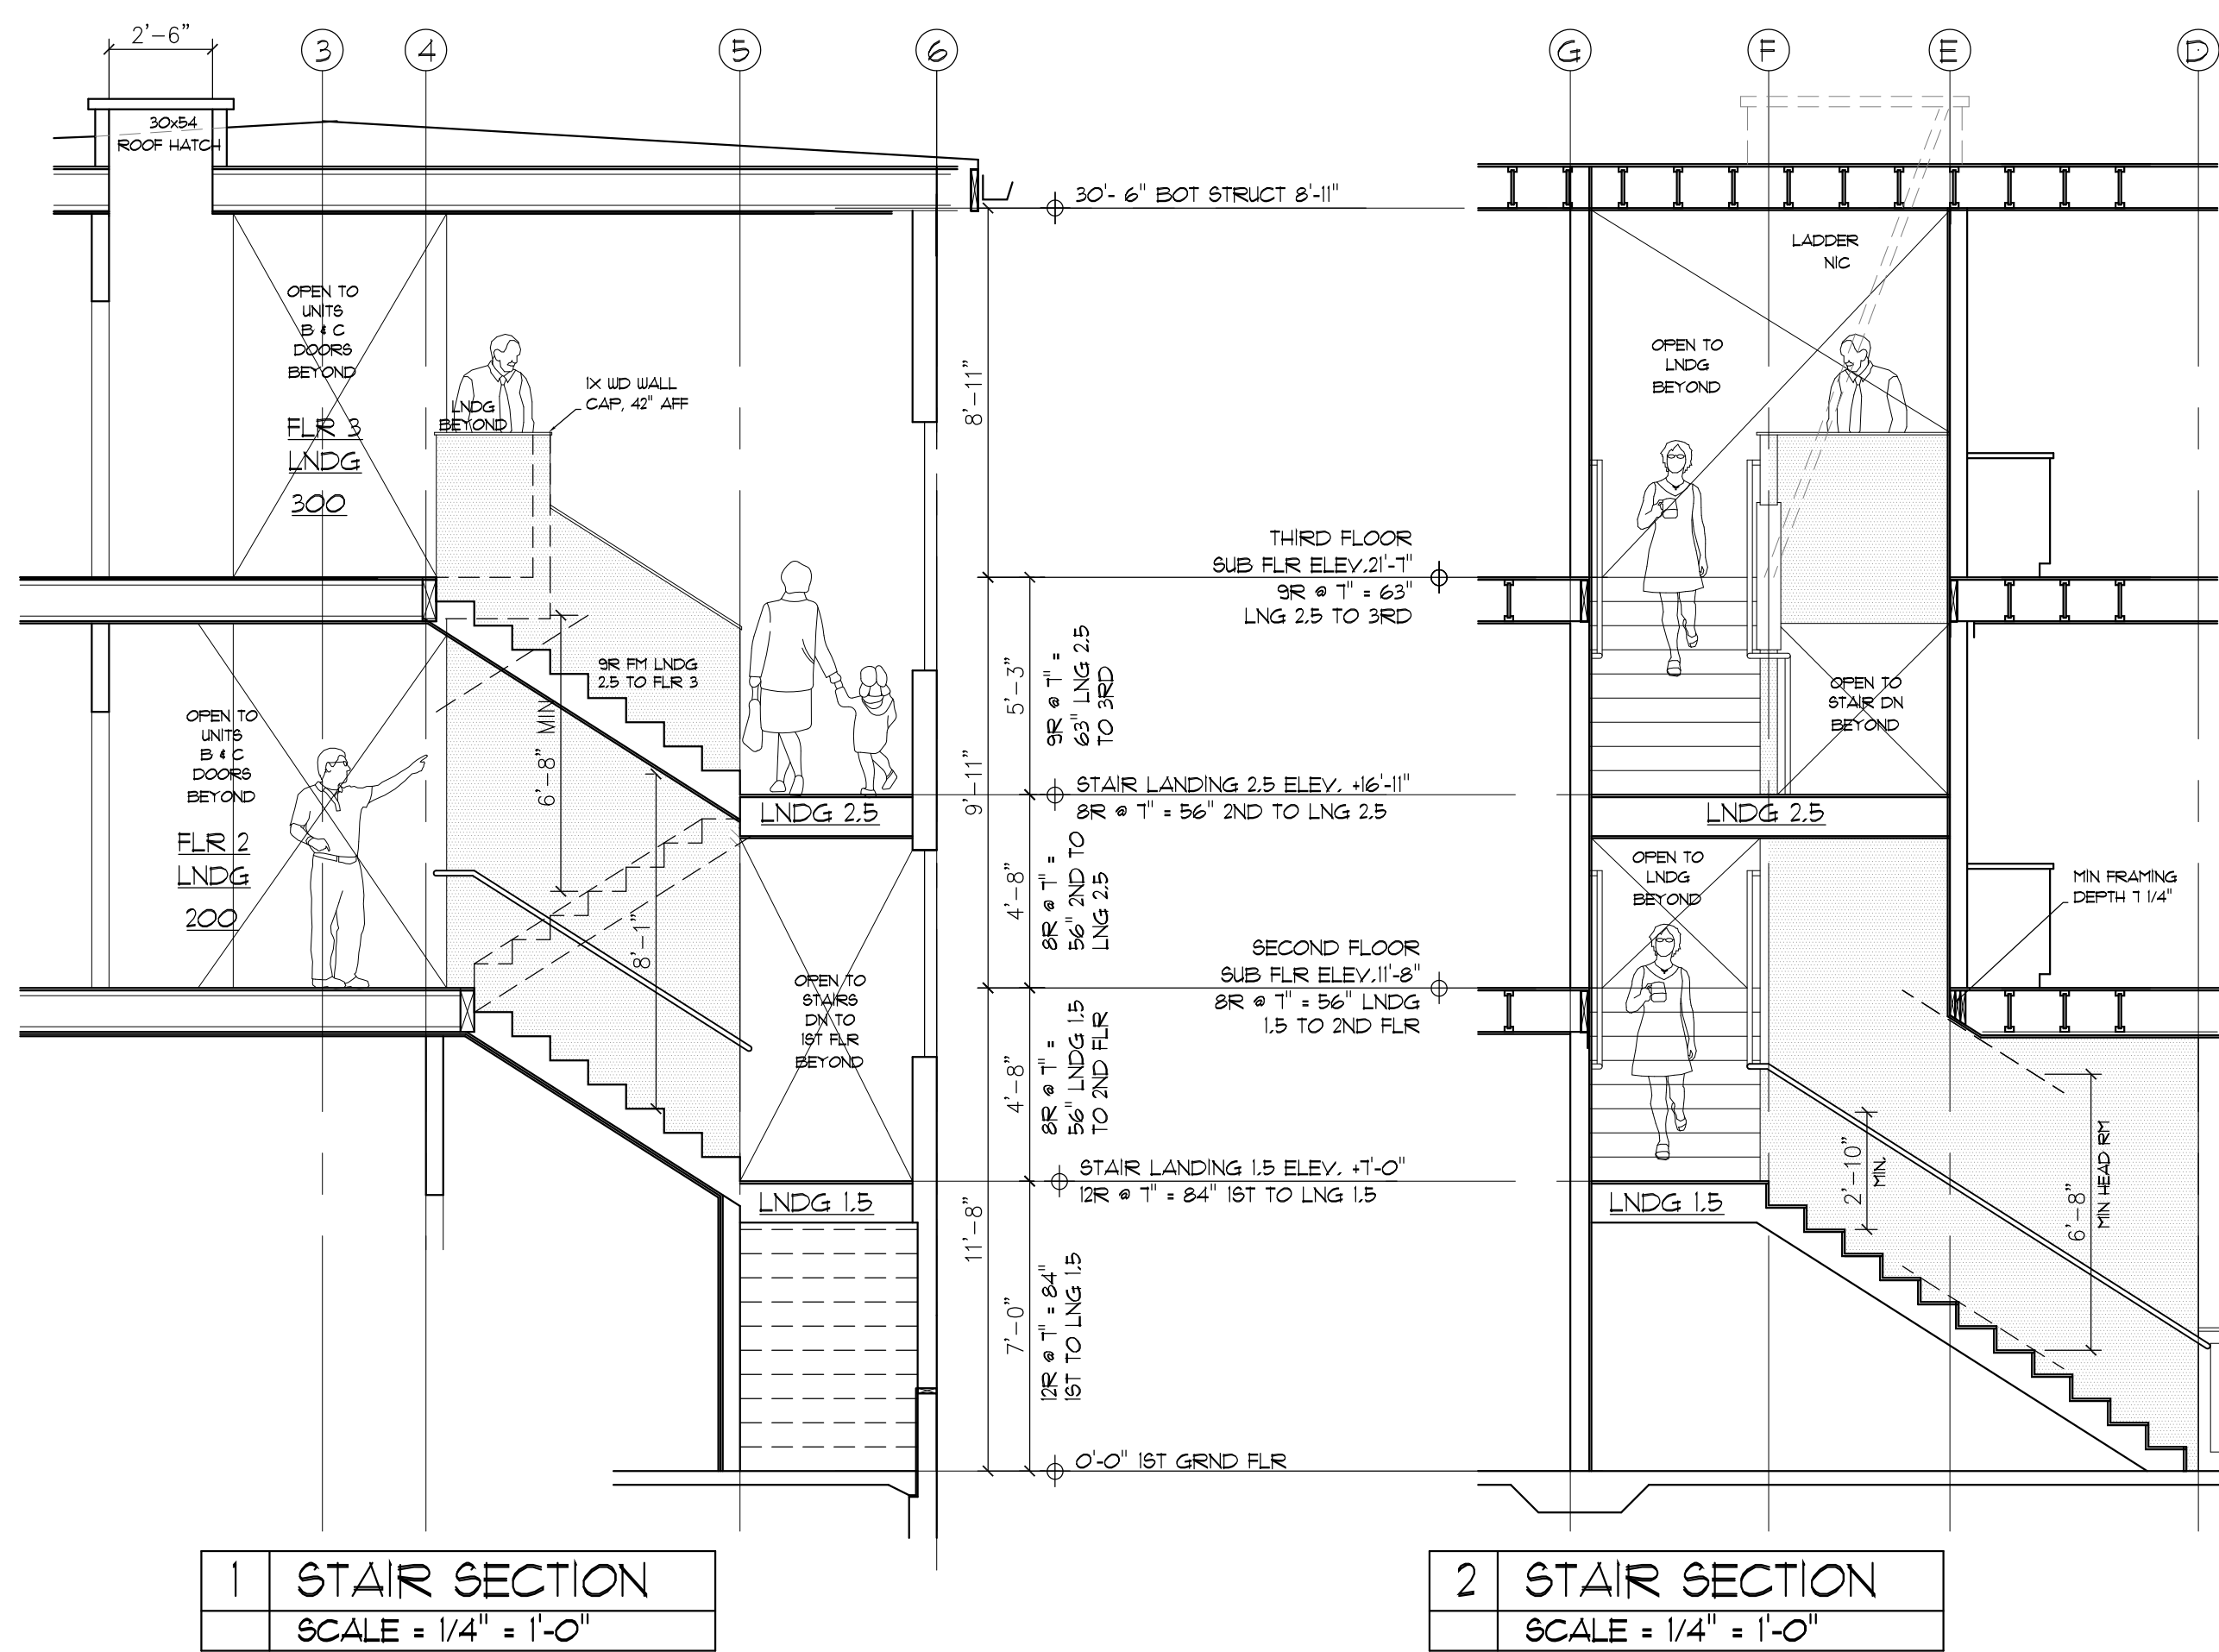 2'-6"
3
4
5
6
30x54
ROOF HATCH
OPEN TO
UNITS
B & C
DOORS
BEYOND
FLR 3
LNDG
300
LNDG
BEYOND
1X WD WALL
CAP, 42" AFF
9R FM LNDG
2.5 TO FLR 3
6'-8" MIN
8'-1"
OPEN TO
UNITS
B & C
DOORS
BEYOND
FLR 2
LNDG
200
LNDG 2.5
OPEN TO
STAIRS
DN TO
1ST FLR
BEYOND
LNDG 1.5
8'-11"
9'-11"
11'-8"
5'-3"
4'-8"
4'-8"
7'-0"
9R @ 7" =
63" LNG 2.5
TO 3RD
8R @ 7" =
56" 2ND TO
LNG 2.5
8R @ 7" =
56" LNDG 1.5
TO 2ND FLR
12R @ 7" = 84"
1ST TO LNG 1.5
30'- 6" BOT STRUCT 8'-11"
THIRD FLOOR
SUB FLR ELEV.21'-7"
9R @ 7" = 63"
LNG 2.5 TO 3RD
STAIR LANDING 2.5 ELEV. +16'-11"
8R @ 7" = 56" 2ND TO LNG 2.5
SECOND FLOOR
SUB FLR ELEV.11'-8"
8R @ 7" = 56" LNDG
1.5 TO 2ND FLR
STAIR LANDING 1.5 ELEV. +7'-0"
12R @ 7" = 84" 1ST TO LNG 1.5
0'-0" 1ST GRND FLR
1
STAIR SECTION
SCALE = 1/4" = 1'-0"
G
F
E
D
LADDER
NIC
OPEN TO
LNDG
BEYOND
OPEN TO
STAIR DN
BEYOND
LNDG 2.5
OPEN TO
LNDG
BEYOND
MIN FRAMING
DEPTH 7 1/4"
LNDG 1.5
2'-10"
MIN.
6'-8"
MIN HEAD RM
2
STAIR SECTION
SCALE = 1/4" = 1'-0"